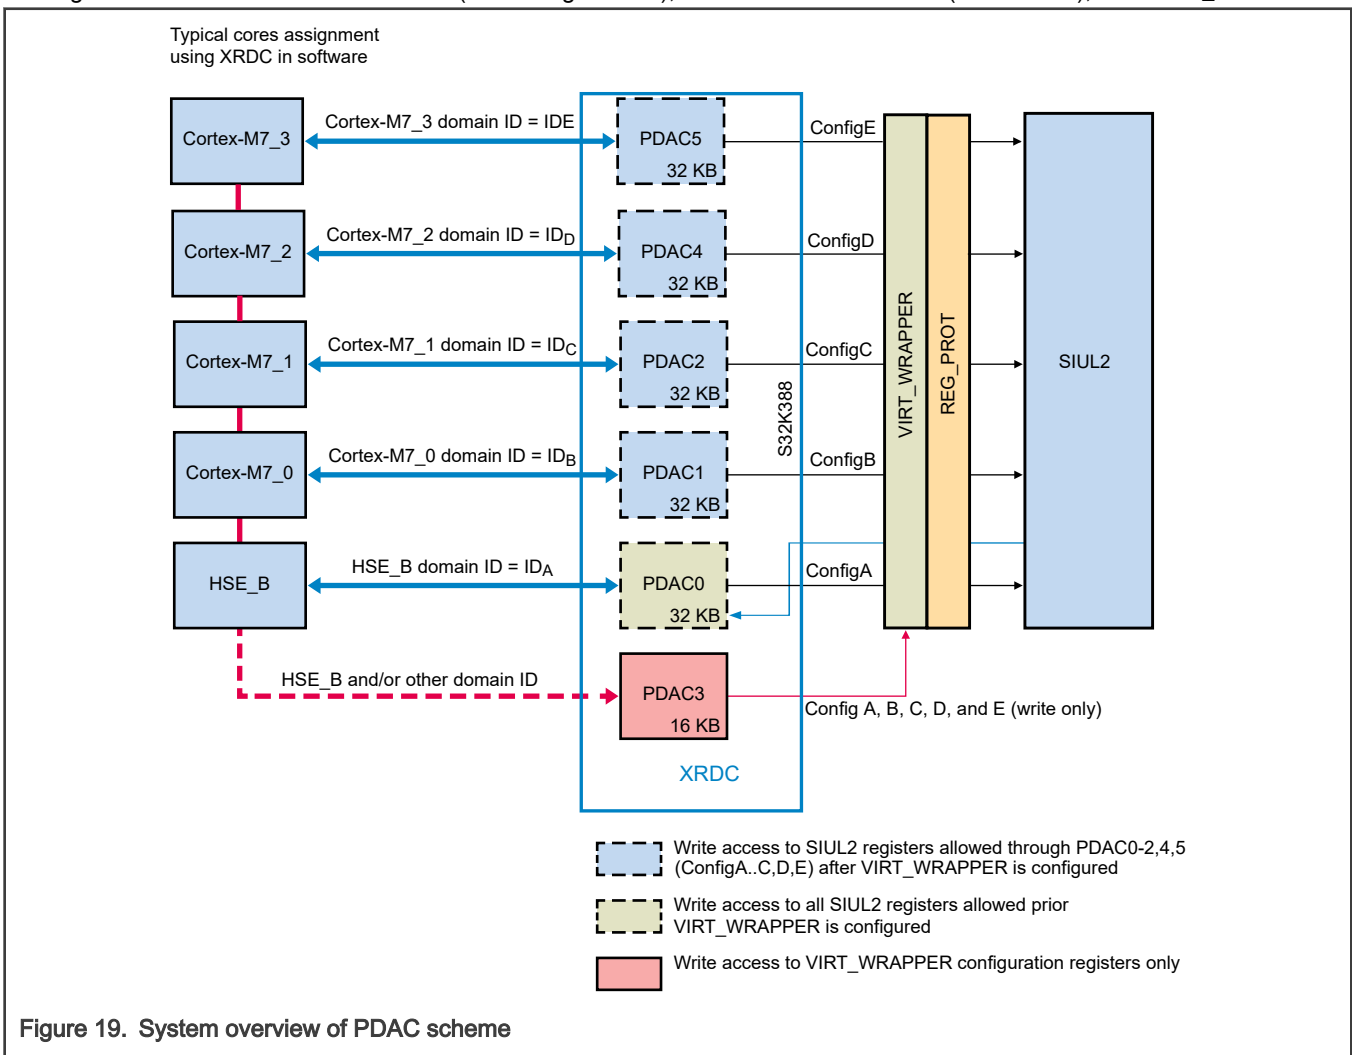 Typical cores assignment
using XRDC in software
Cortex-M7_3
Cortex-M7_3 domain ID = IDE
PDAC5
32 KB
ConfigE
Cortex-M7_2
Cortex-M7_2 domain ID = IDD
PDAC4
32 KB
ConfigD
Cortex-M7_1
Cortex-M7_1 domain ID = IDC
PDAC2
32 KB
ConfigC
S32K388
VIRT_WRAPPER
REG_PROT
SIUL2
Cortex-M7_0
Cortex-M7_0 domain ID = IDB
PDAC1
32 KB
ConfigB
HSE_B
HSE_B domain ID = IDA
PDAC0
32 KB
ConfigA
HSE_B and/or other domain ID
PDAC3
16 KB
Config A, B, C, D, and E (write only)
XRDC
Write access to SIUL2 registers allowed through PDAC0-2,4,5
(ConfigA..C,D,E) after VIRT_WRAPPER is configured
Write access to all SIUL2 registers allowed prior
VIRT_WRAPPER is configured
Write access to VIRT_WRAPPER configuration registers only
Figure 19. System overview of PDAC scheme